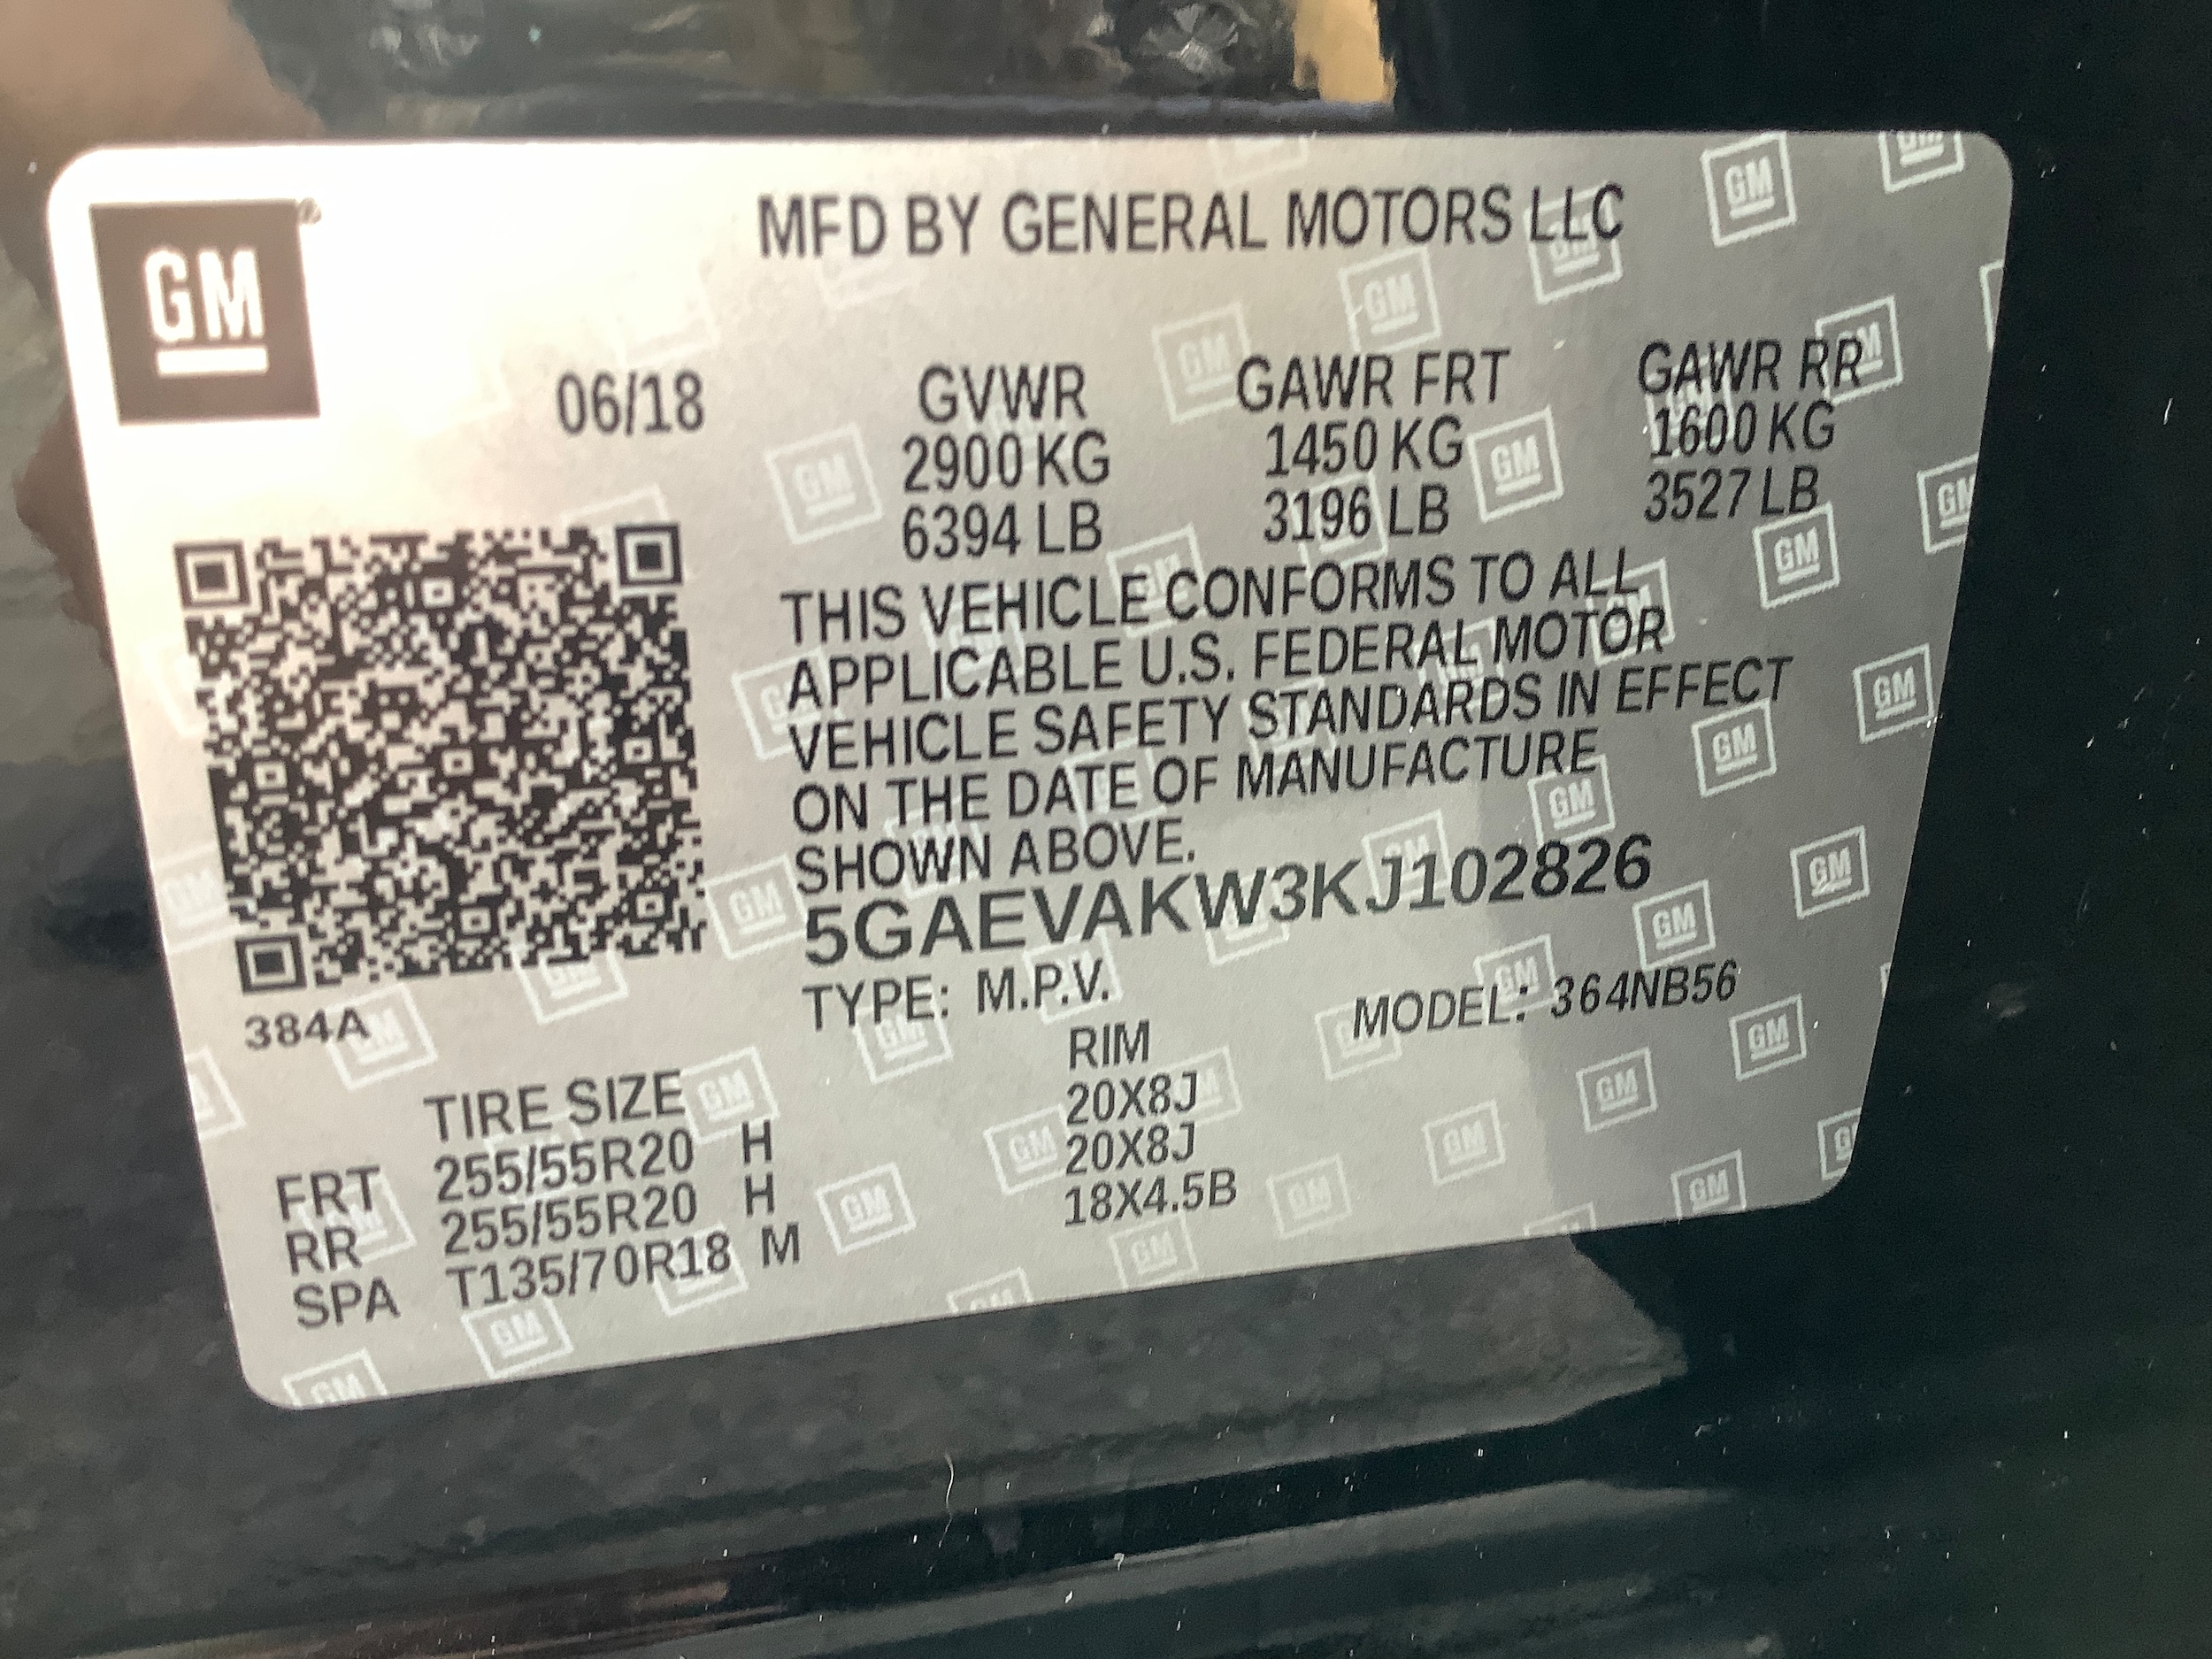 GM
MFD BY GENERAL MOTORS LLC
06/18 GVWR GAWR FRT GAWR RR
2900 KG 1450 KG 1600 KG
6394 LB 3196 LB 3527 LB
THIS VEHICLE CONFORMS TO ALL
APPLICABLE U.S. FEDERAL MOTOR
VEHICLE SAFETY STANDARDS IN EFFECT
ON THE DATE OF MANUFACTURE
SHOWN ABOVE.
5GAEVAKW3KJ102826
384A
TYPE: M.P.V. MODEL: 364NB56
TIRE SIZE RIM
FRT 255/55R20 H 20X8J
RR 255/55R20 H 20X8J
SPA T135/70R18 M 18X4.5B